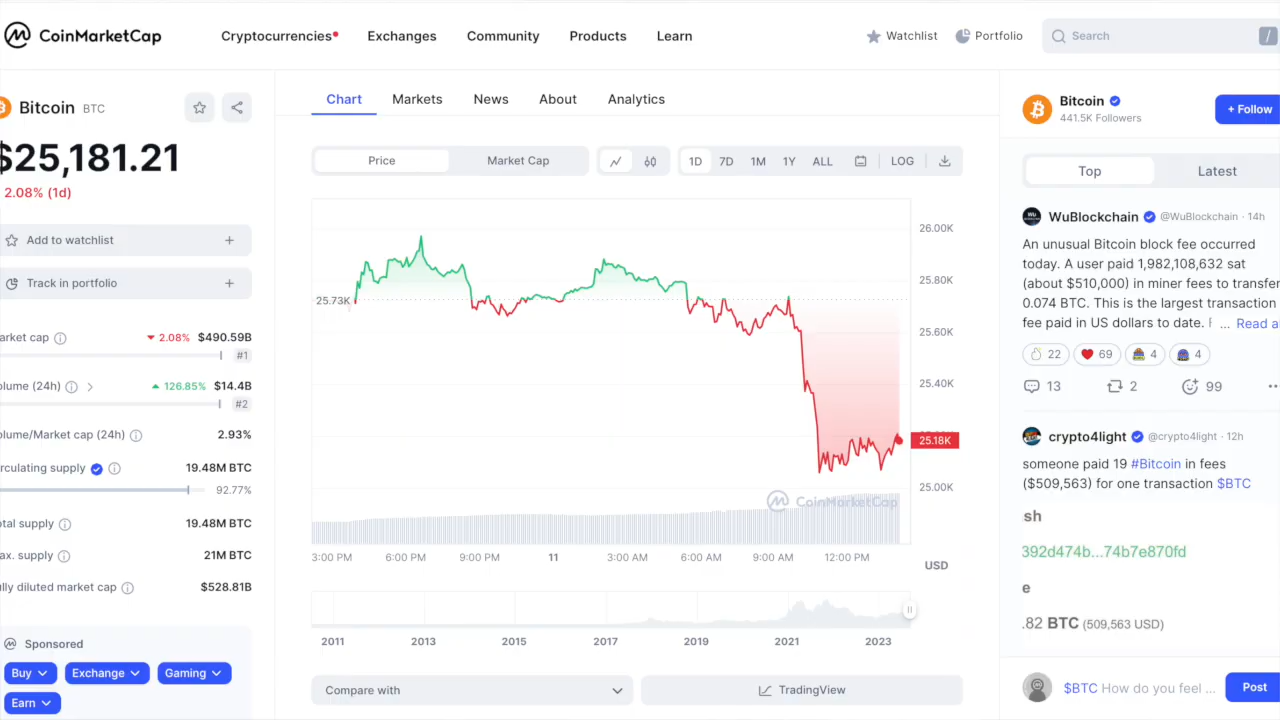 CoinMarketCap
Cryptocurrencies Exchanges Community Products Learn
Watchlist Portfolio Search /
Bitcoin BTC
$25,181.21
2.08% (1d)
Add to watchlist +
Track in portfolio +
arket cap 2.08% $490.59B
#1
olume (24h) 126.85% $14.4B
#2
olume/Market cap (24h) 2.93%
rculating supply 19.48M BTC
92.77%
otal supply 19.48M BTC
ax. supply 21M BTC
lly diluted market cap $528.81B
Sponsored
Buy Exchange Gaming
Earn
Chart Markets News About Analytics
Price Market Cap 1D 7D 1M 1Y ALL LOG
26.00K
25.80K
25.73K
25.60K
25.40K
25.18K
25.00K
CoinMarketCap
3:00 PM 6:00 PM 9:00 PM 11 3:00 AM 6:00 AM 9:00 AM 12:00 PM
USD
2011 2013 2015 2017 2019 2021 2023
Compare with TradingView
Bitcoin
441.5K Followers
+ Follow
Top Latest
WuBlockchain @WuBlockchain · 14h
An unusual Bitcoin block fee occurred
today. A user paid 1,982,108,632 sat
(about $510,000) in miner fees to transfer
0.074 BTC. This is the largest transaction
fee paid in US dollars to date. ... Read a
22 69 4 4
13 2 99
crypto4light @crypto4light · 12h
someone paid 19 #Bitcoin in fees
($509,563) for one transaction $BTC
sh
392d474b...74b7e870fd
e
.82 BTC (509,563 USD)
$BTC How do you feel ... Post